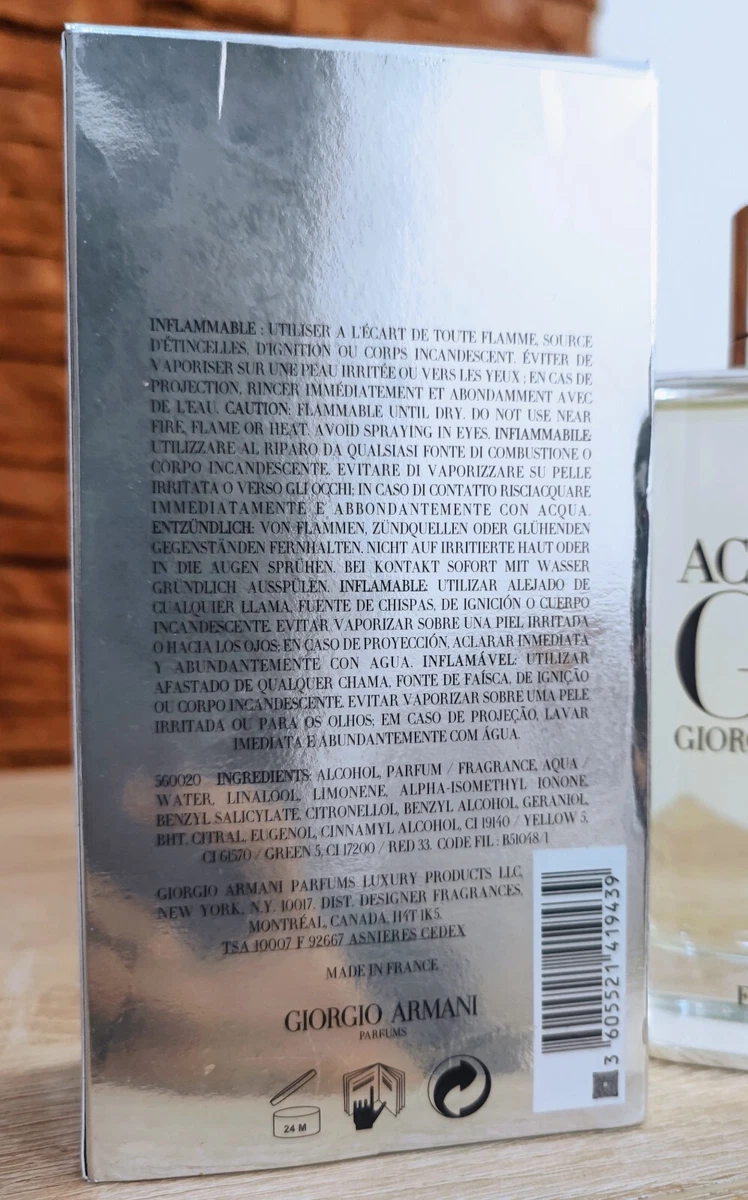 INFLAMMABLE : UTILISER A L'ÉCART DE TOUTE FLAMME, SOURCE
D'ÉTINCELLES, D'IGNITION OU CORPS INCANDESCENT. ÉVITER DE
VAPORISER SUR UNE PEAU IRRITÉE OU VERS LES YEUX ; EN CAS DE
PROJECTION, RINCER IMMÉDIATEMENT ET ABONDAMMENT AVEC
DE L'EAU. CAUTION: FLAMMABLE UNTIL DRY. DO NOT USE NEAR
FIRE, FLAME OR HEAT. AVOID SPRAYING IN EYES. INFIAMMABILE:
UTILIZZARE AL RIPARO DA QUALSIASI FONTE DI COMBUSTIONE O
CORPO INCANDESCENTE. EVITARE DI VAPORIZZARE SU PELLE
IRRITATA O VERSO GLI OCCHI; IN CASO DI CONTATTO RISCIACQUARE
IMMEDIATAMENTE E ABBONDANTEMENTE CON ACQUA.
ENTZÜNDLICH: VON FLAMMEN, ZÜNDQUELLEN ODER GLÜHENDEN
GEGENSTÄNDEN FERNHALTEN. NICHT AUF IRRITIERTE HAUT ODER
IN DIE AUGEN SPRÜHEN. BEI KONTAKT SOFORT MIT WASSER
GRÜNDLICH AUSSPÜLEN. INFLAMABLE: UTILIZAR ALEJADO DE
CUALQUIER LLAMA, FUENTE DE CHISPAS, DE IGNICIÓN O CUERPO
INCANDESCENTE. EVITAR VAPORIZAR SOBRE UNA PIEL IRRITADA
O HACIA LOS OJOS: EN CASO DE PROYECCIÓN, ACLARAR INMEDIATA
Y ABUNDANTEMENTE CON AGUA. INFLAMÁVEL: UTILIZAR
AFASTADO DE QUALQUER CHAMA, FONTE DE FAÍSCA, DE IGNIÇÃO
OU CORPO INCANDESCENTE. EVITAR VAPORIZAR SOBRE UMA PELE
IRRITADA OU PARA OS OLHOS; EM CASO DE PROJEÇÃO, LAVAR
IMEDIATA E ABUNDANTEMENTE COM ÁGUA.
560020 INGREDIENTS: ALCOHOL, PARFUM / FRAGRANCE, AQUA /
WATER, LINALOOL, LIMONENE, ALPHA-ISOMETHYL IONONE,
BENZYL SALICYLATE, CITRONELLOL, BENZYL ALCOHOL, GERANIOL,
BHT, CITRAL, EUGENOL, CINNAMYL ALCOHOL, CI 19140 / YELLOW 5,
CI 61570 / GREEN 5, CI 17200 / RED 33. CODE FIL : B51048/1
GIORGIO ARMANI PARFUMS LUXURY PRODUCTS LLC,
NEW YORK, N.Y. 10017. DIST. DESIGNER FRAGRANCES,
MONTRÉAL, CANADA, H4T 1K5.
TSA 10007 F 92667 ASNIERES CEDEX
MADE IN FRANCE
GIORGIO ARMANI
PARFUMS
24 M
3 605521 419439
AC
G
GIOR
E